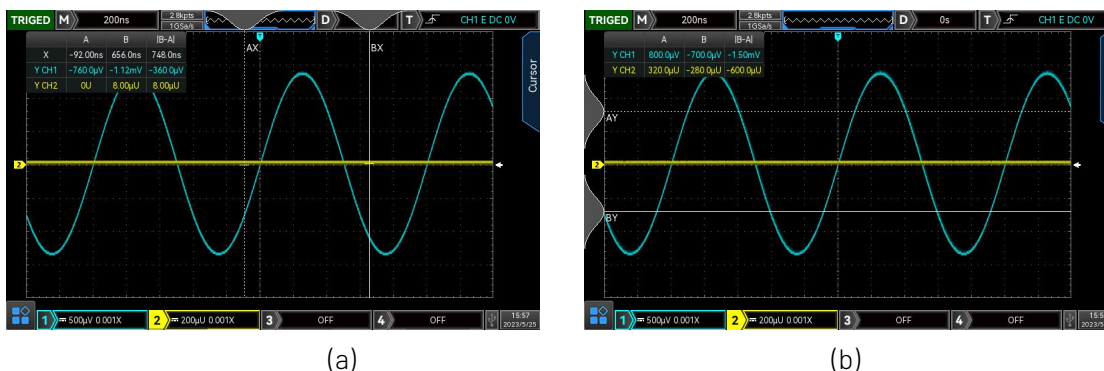 TRIGED M 200ns 2.8kpts 1GSa/s D T CH1 E DC 0V
A B |B-A|
X -92.00ns 656.0ns 748.0ns
Y CH1 -760.0μV -1.12mV -360.0μV
Y CH2 0U 8.00μU 8.00μU
AX BX
Cursor
2
1 500μV 0.001X 2 200μU 0.001X 3 OFF 4 OFF 15:57
2023/5/25
(a)
TRIGED M 200ns 2.8kpts 1GSa/s D 0s T CH1 E DC 0V
A B |B-A|
Y CH1 800.0μV -700.0μV -1.50mV
Y CH2 320.0μU -280.0μU -600.0μU
AY
2
BY
1 500μV 0.001X 2 200μU 0.001X 3 OFF 4 OFF
(b)